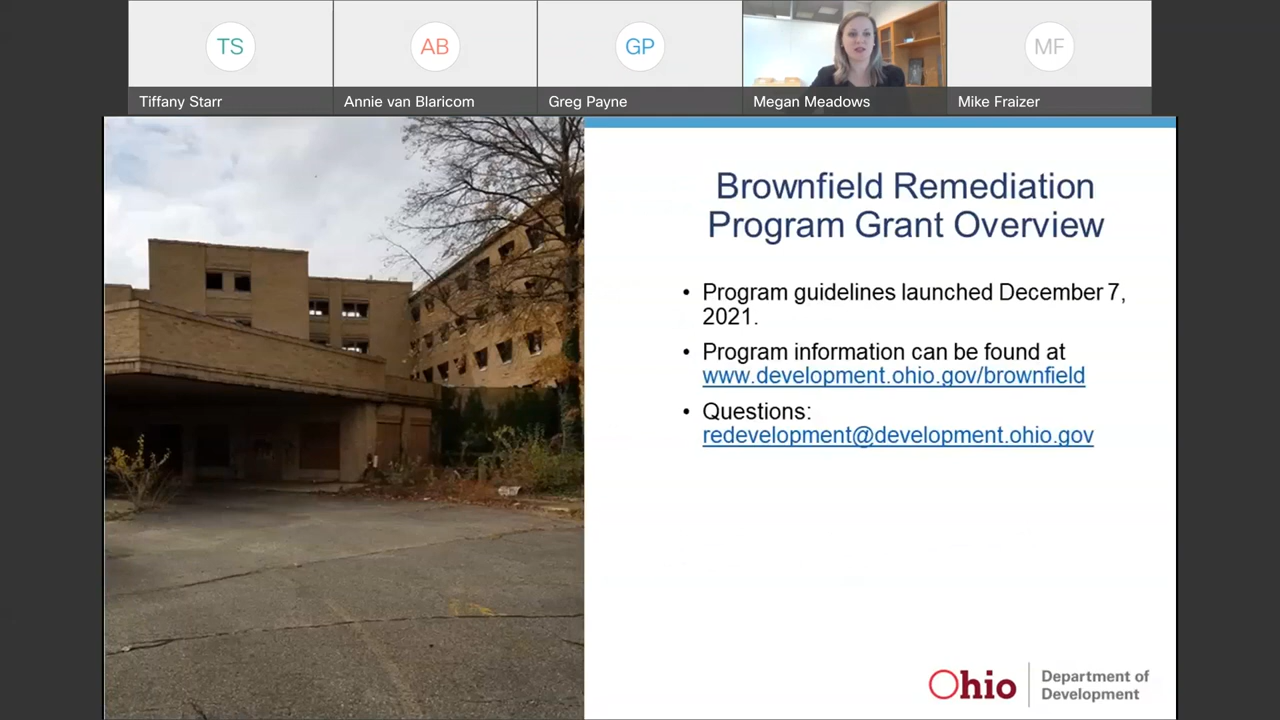 TS
AB
GP
MF
Tiffany Starr
Annie van Blaricom
Greg Payne
Megan Meadows
Mike Fraizer
Brownfield Remediation
Program Grant Overview
• Program guidelines launched December 7,
2021.
• Program information can be found at
www.development.ohio.gov/brownfield
• Questions:
redevelopment@development.ohio.gov
Ohio
Department of
Development